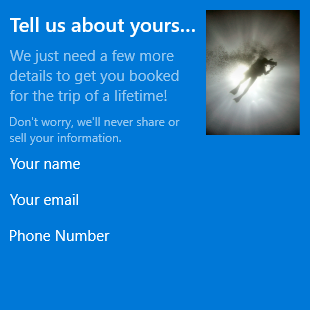 Tell us about yours...
We just need a few more
details to get you booked
for the trip of a lifetime!
Don't worry, we'll never share or
sell your information.
Your name
Your email
Phone Number